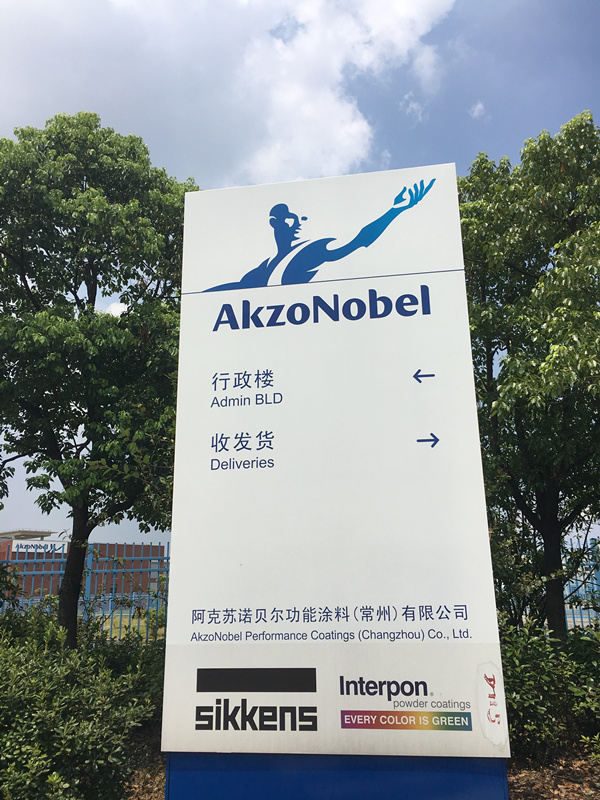 AkzoNobel
行政楼 ←
Admin BLD
收发货 →
Deliveries
阿克苏诺贝尔功能涂料(常州)有限公司
AkzoNobel Performance Coatings (Changzhou) Co., Ltd.
sikkens
Interpon®
powder coatings
EVERY COLOR IS GREEN
AkzoNobel